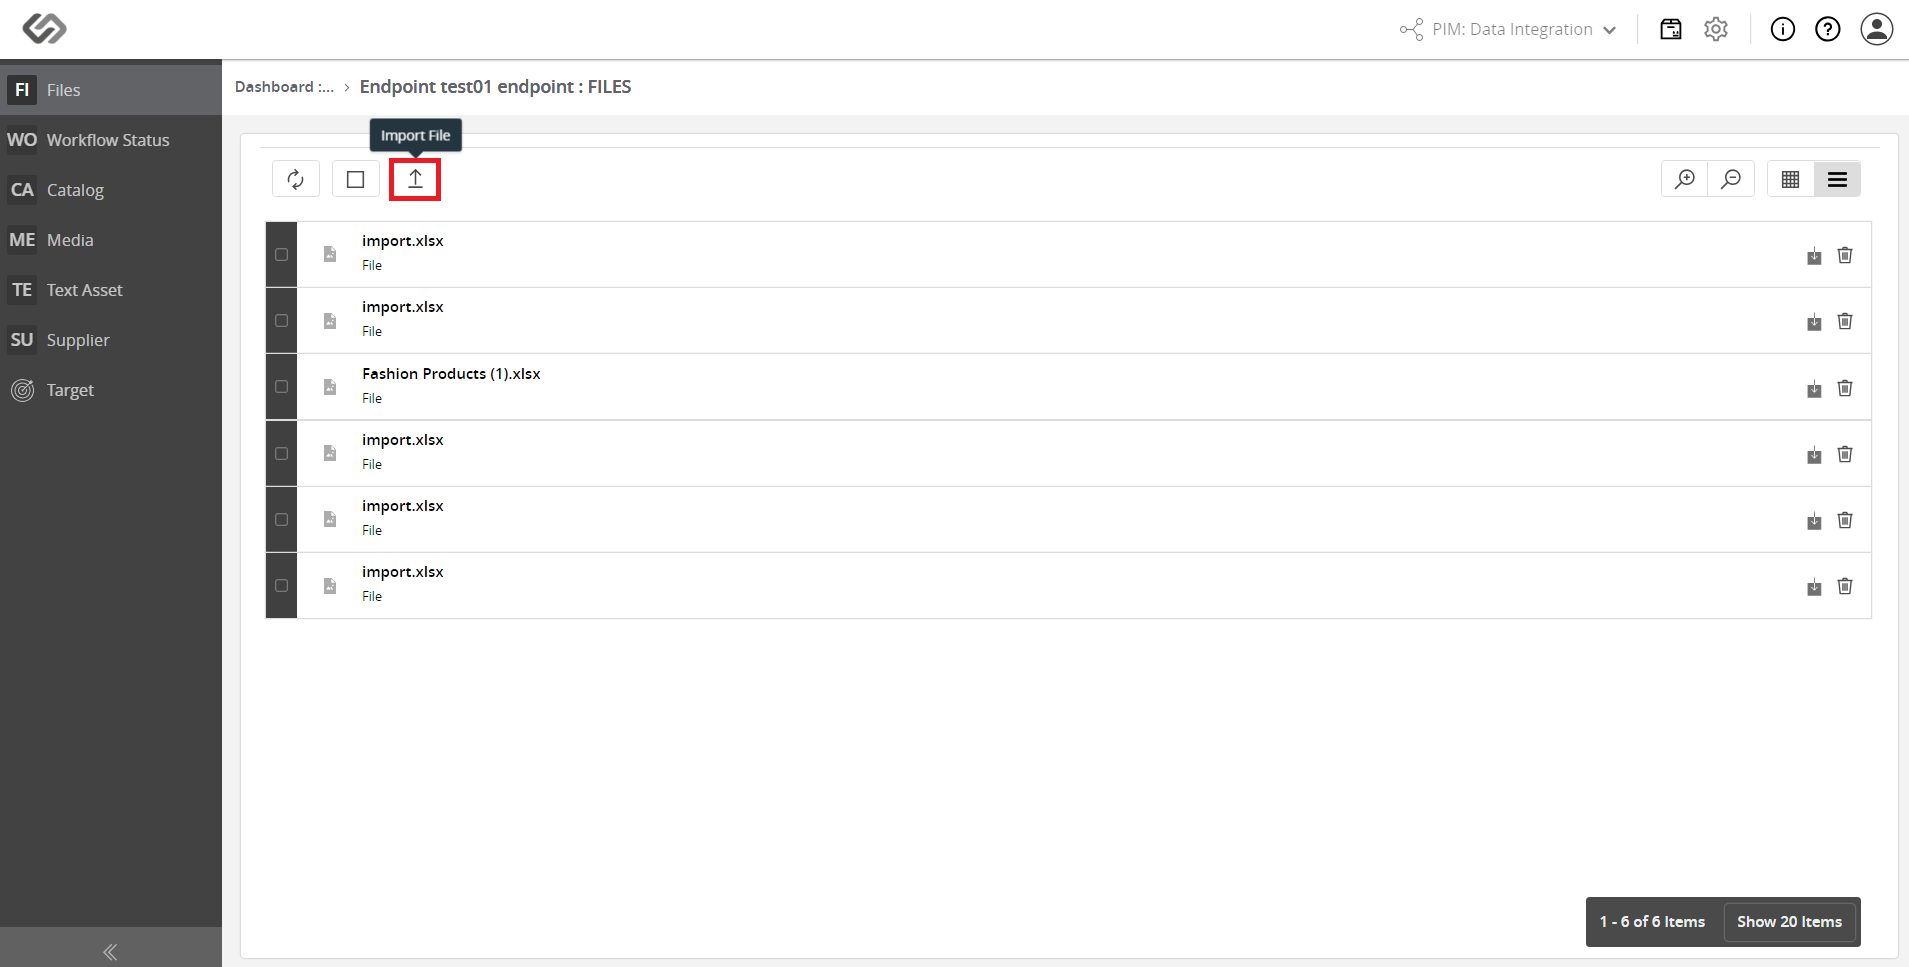 PIM: Data Integration
FI Files
WO Workflow Status
CA Catalog
ME Media
TE Text Asset
SU Supplier
Target
Dashboard :... › Endpoint test01 endpoint : FILES
Import File
import.xlsx
File
import.xlsx
File
Fashion Products (1).xlsx
File
import.xlsx
File
import.xlsx
File
import.xlsx
File
1 - 6 of 6 Items Show 20 Items